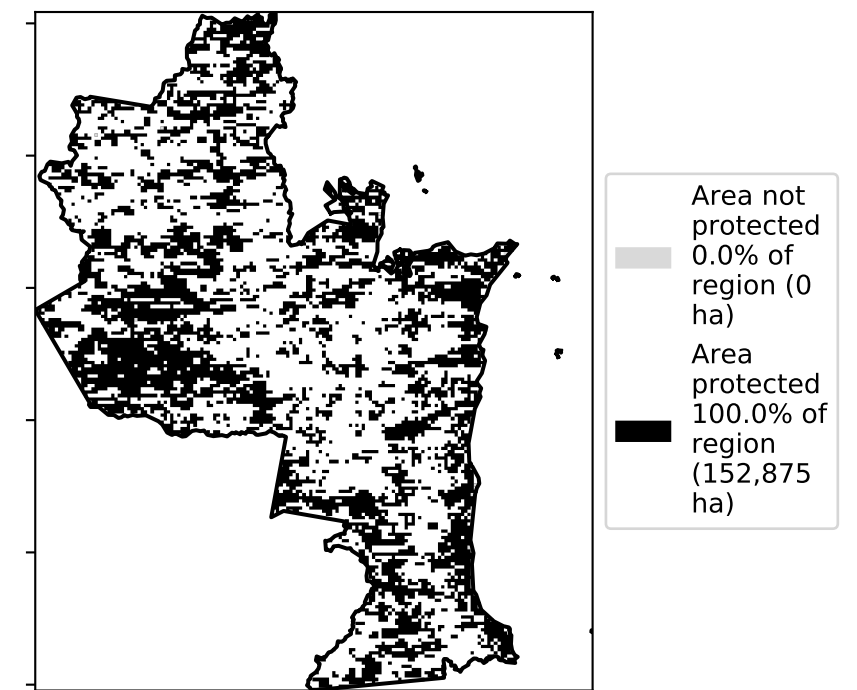 Area not
protected
0.0% of
region (0
ha)
Area
protected
100.0% of
region
(152,875
ha)